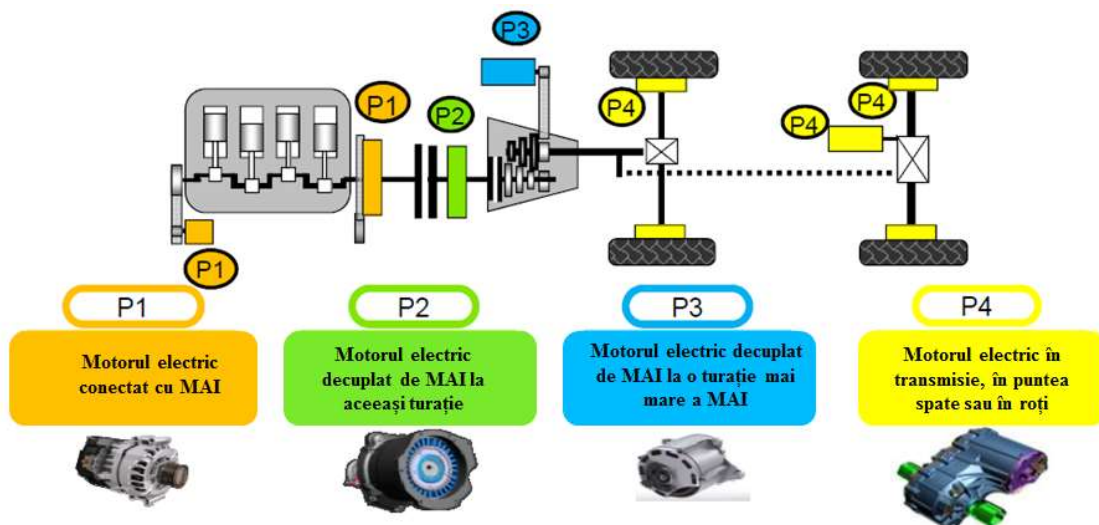 P3
P1
P2
P4
P4
P4
P1
P1
P2
P3
P4
Motorul electric
conectat cu MAI
Motorul electric
decuplat de MAI la
aceeași turație
Motorul electric decuplat
de MAI la o turație mai
mare a MAI
Motorul electric în
transmisie, în puntea
spate sau în roți